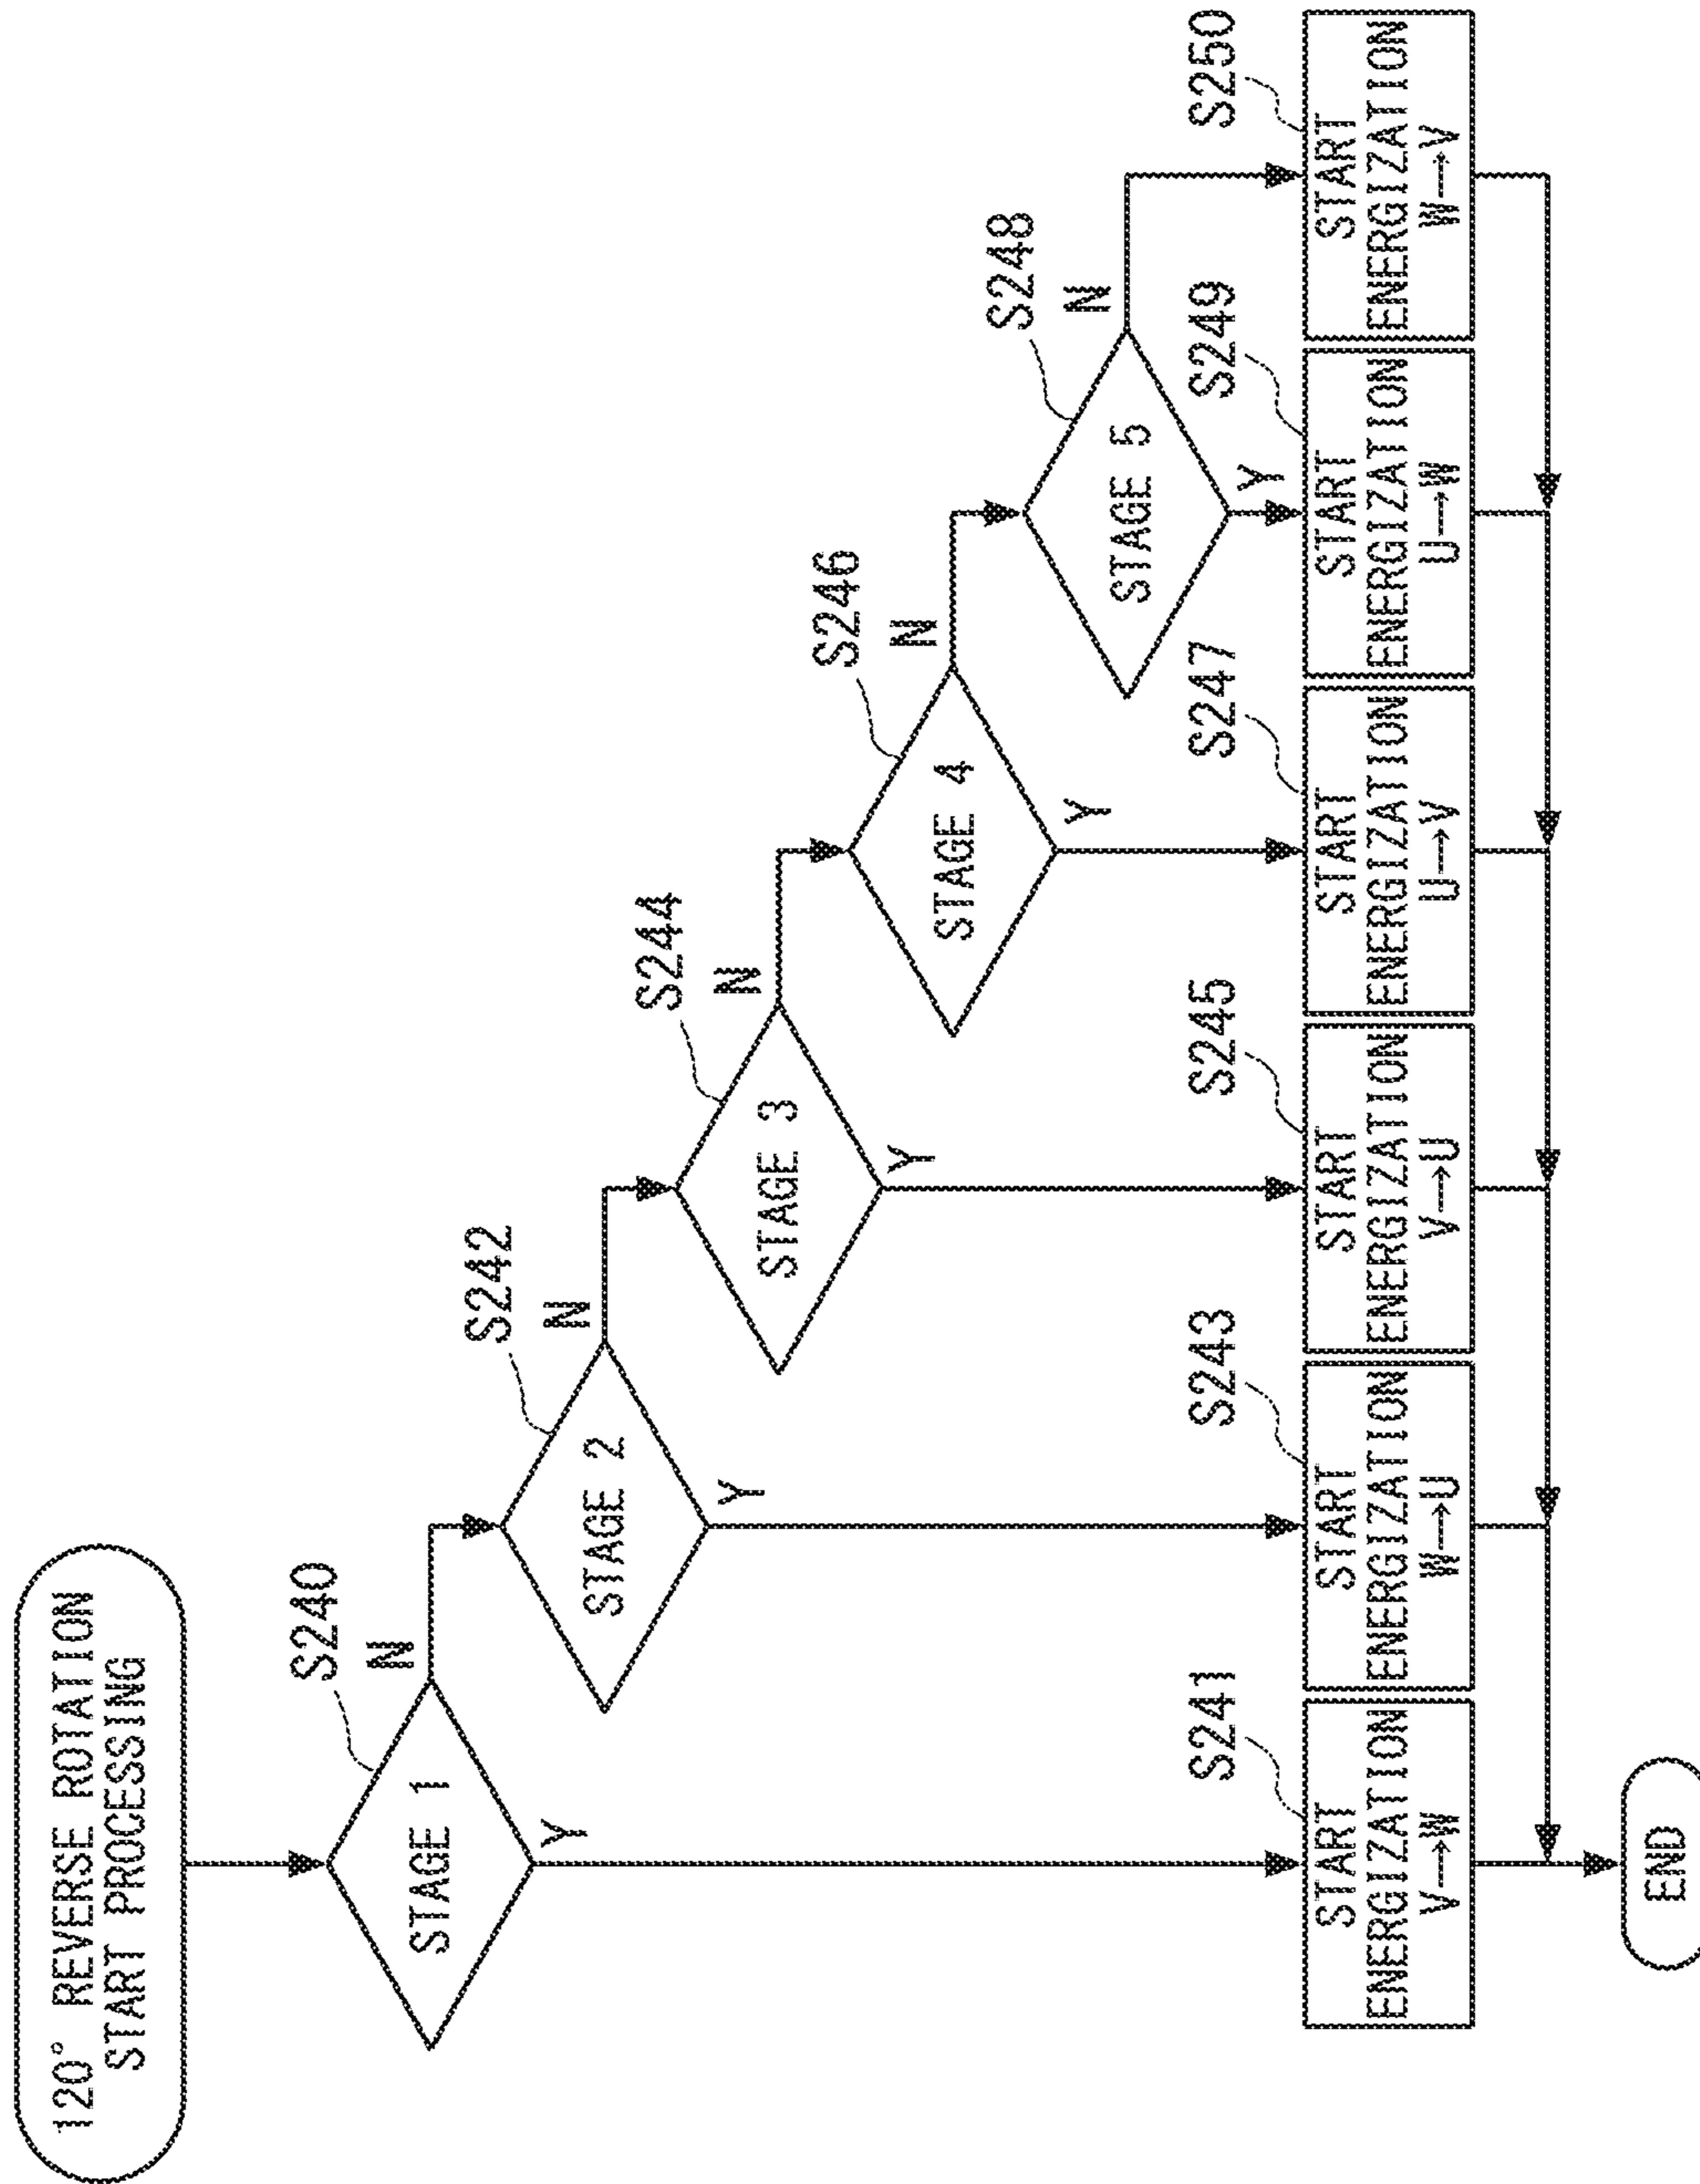 120° REVERSE ROTATION
START PROCESSING
S240
STAGE 1
N
Y
S242
STAGE 2
N
Y
S244
STAGE 3
N
Y
S246
STAGE 4
N
Y
S248
STAGE 5
N
Y
S241
START
ENERGIZATION
V→W
S243
START
ENERGIZATION
W→U
S245
START
ENERGIZATION
V→U
S247
START
ENERGIZATION
U→V
S249
START
ENERGIZATION
U→W
S250
START
ENERGIZATION
W→V
END